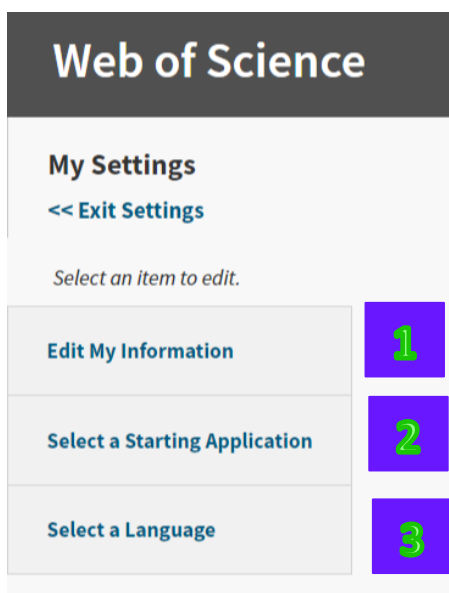 Web of Science
My Settings
<< Exit Settings
Select an item to edit.
Edit My Information 1
Select a Starting Application 2
Select a Language 3